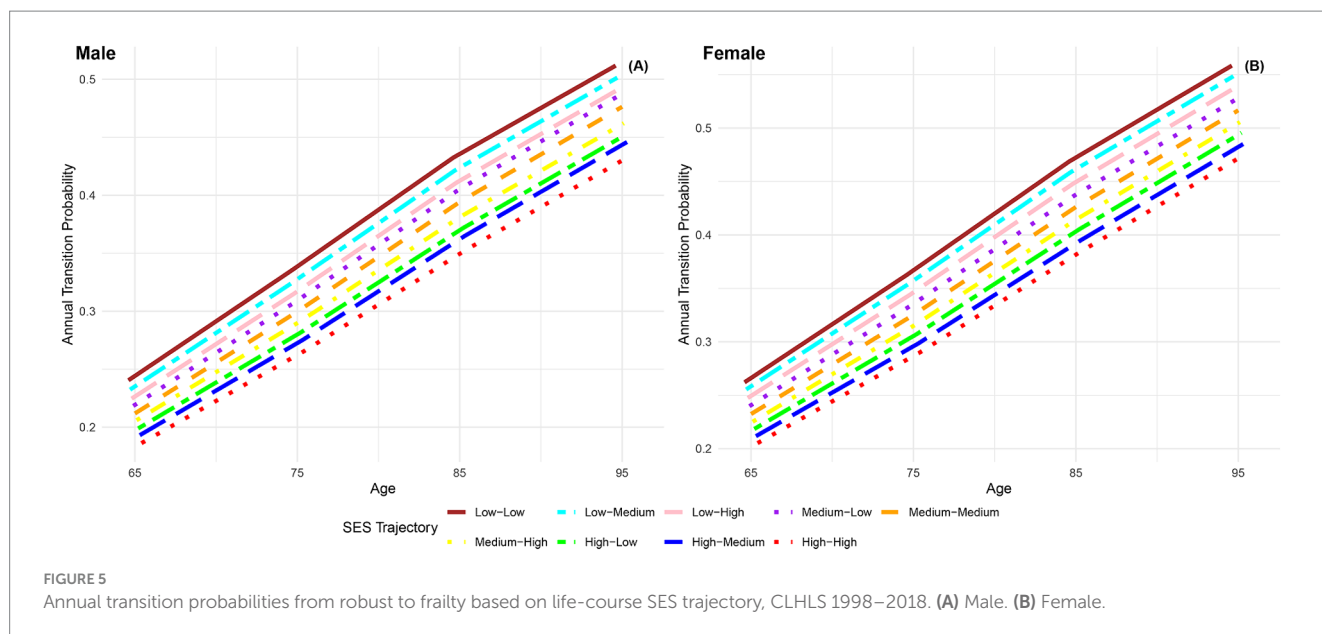 Male
(A)
Annual Transition Probability
0.5
0.4
0.3
0.2
65 75 85 95
Age
Female
(B)
Annual Transition Probability
0.5
0.4
0.3
0.2
65 75 85 95
Age
SES Trajectory
Low−Low Low−Medium Low−High Medium−Low Medium−Medium
Medium−High High−Low High−Medium High−High
FIGURE 5
Annual transition probabilities from robust to frailty based on life-course SES trajectory, CLHLS 1998–2018. (A) Male. (B) Female.